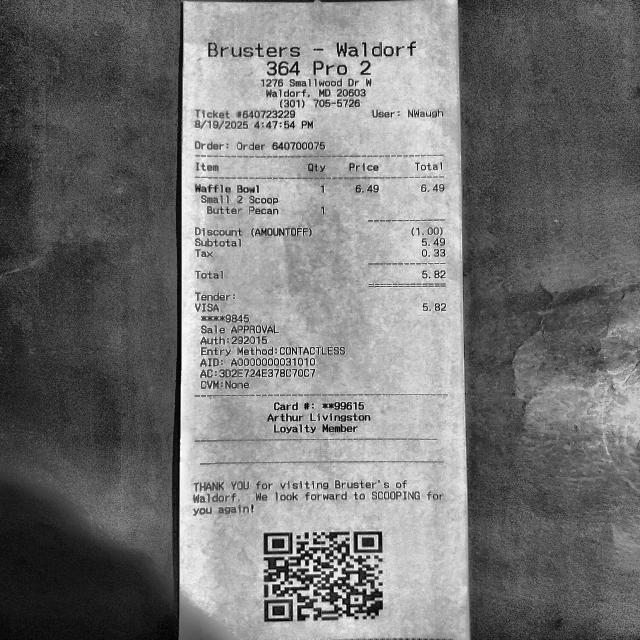 Brusters - Waldorf
364 Pro 2
1276 Smallwood Dr W
Waldorf, MD 20603
(301) 705-5726
Ticket #640723229 User: NWaugh
8/19/2025 4:47:54 PM
Order: Order 640700075
Item Qty Price Total
Waffle Bowl 1 6.49 6.49
Small 2 Scoop
Butter Pecan 1
Discount (AMOUNTOFF) (1.00)
Subtotal 5.49
Tax 0.33
Total 5.82
Tender:
VISA 5.82
****9845
Sale APPROVAL
Auth:292015
Entry Method:CONTACTLESS
AID: A0000000031010
AC:3D2E724E378C70C7
CVM:None
Card #: **99615
Arthur Livingston
Loyalty Member
THANK YOU for visiting Bruster's of
Waldorf. We look forward to SCOOPING for
you again!